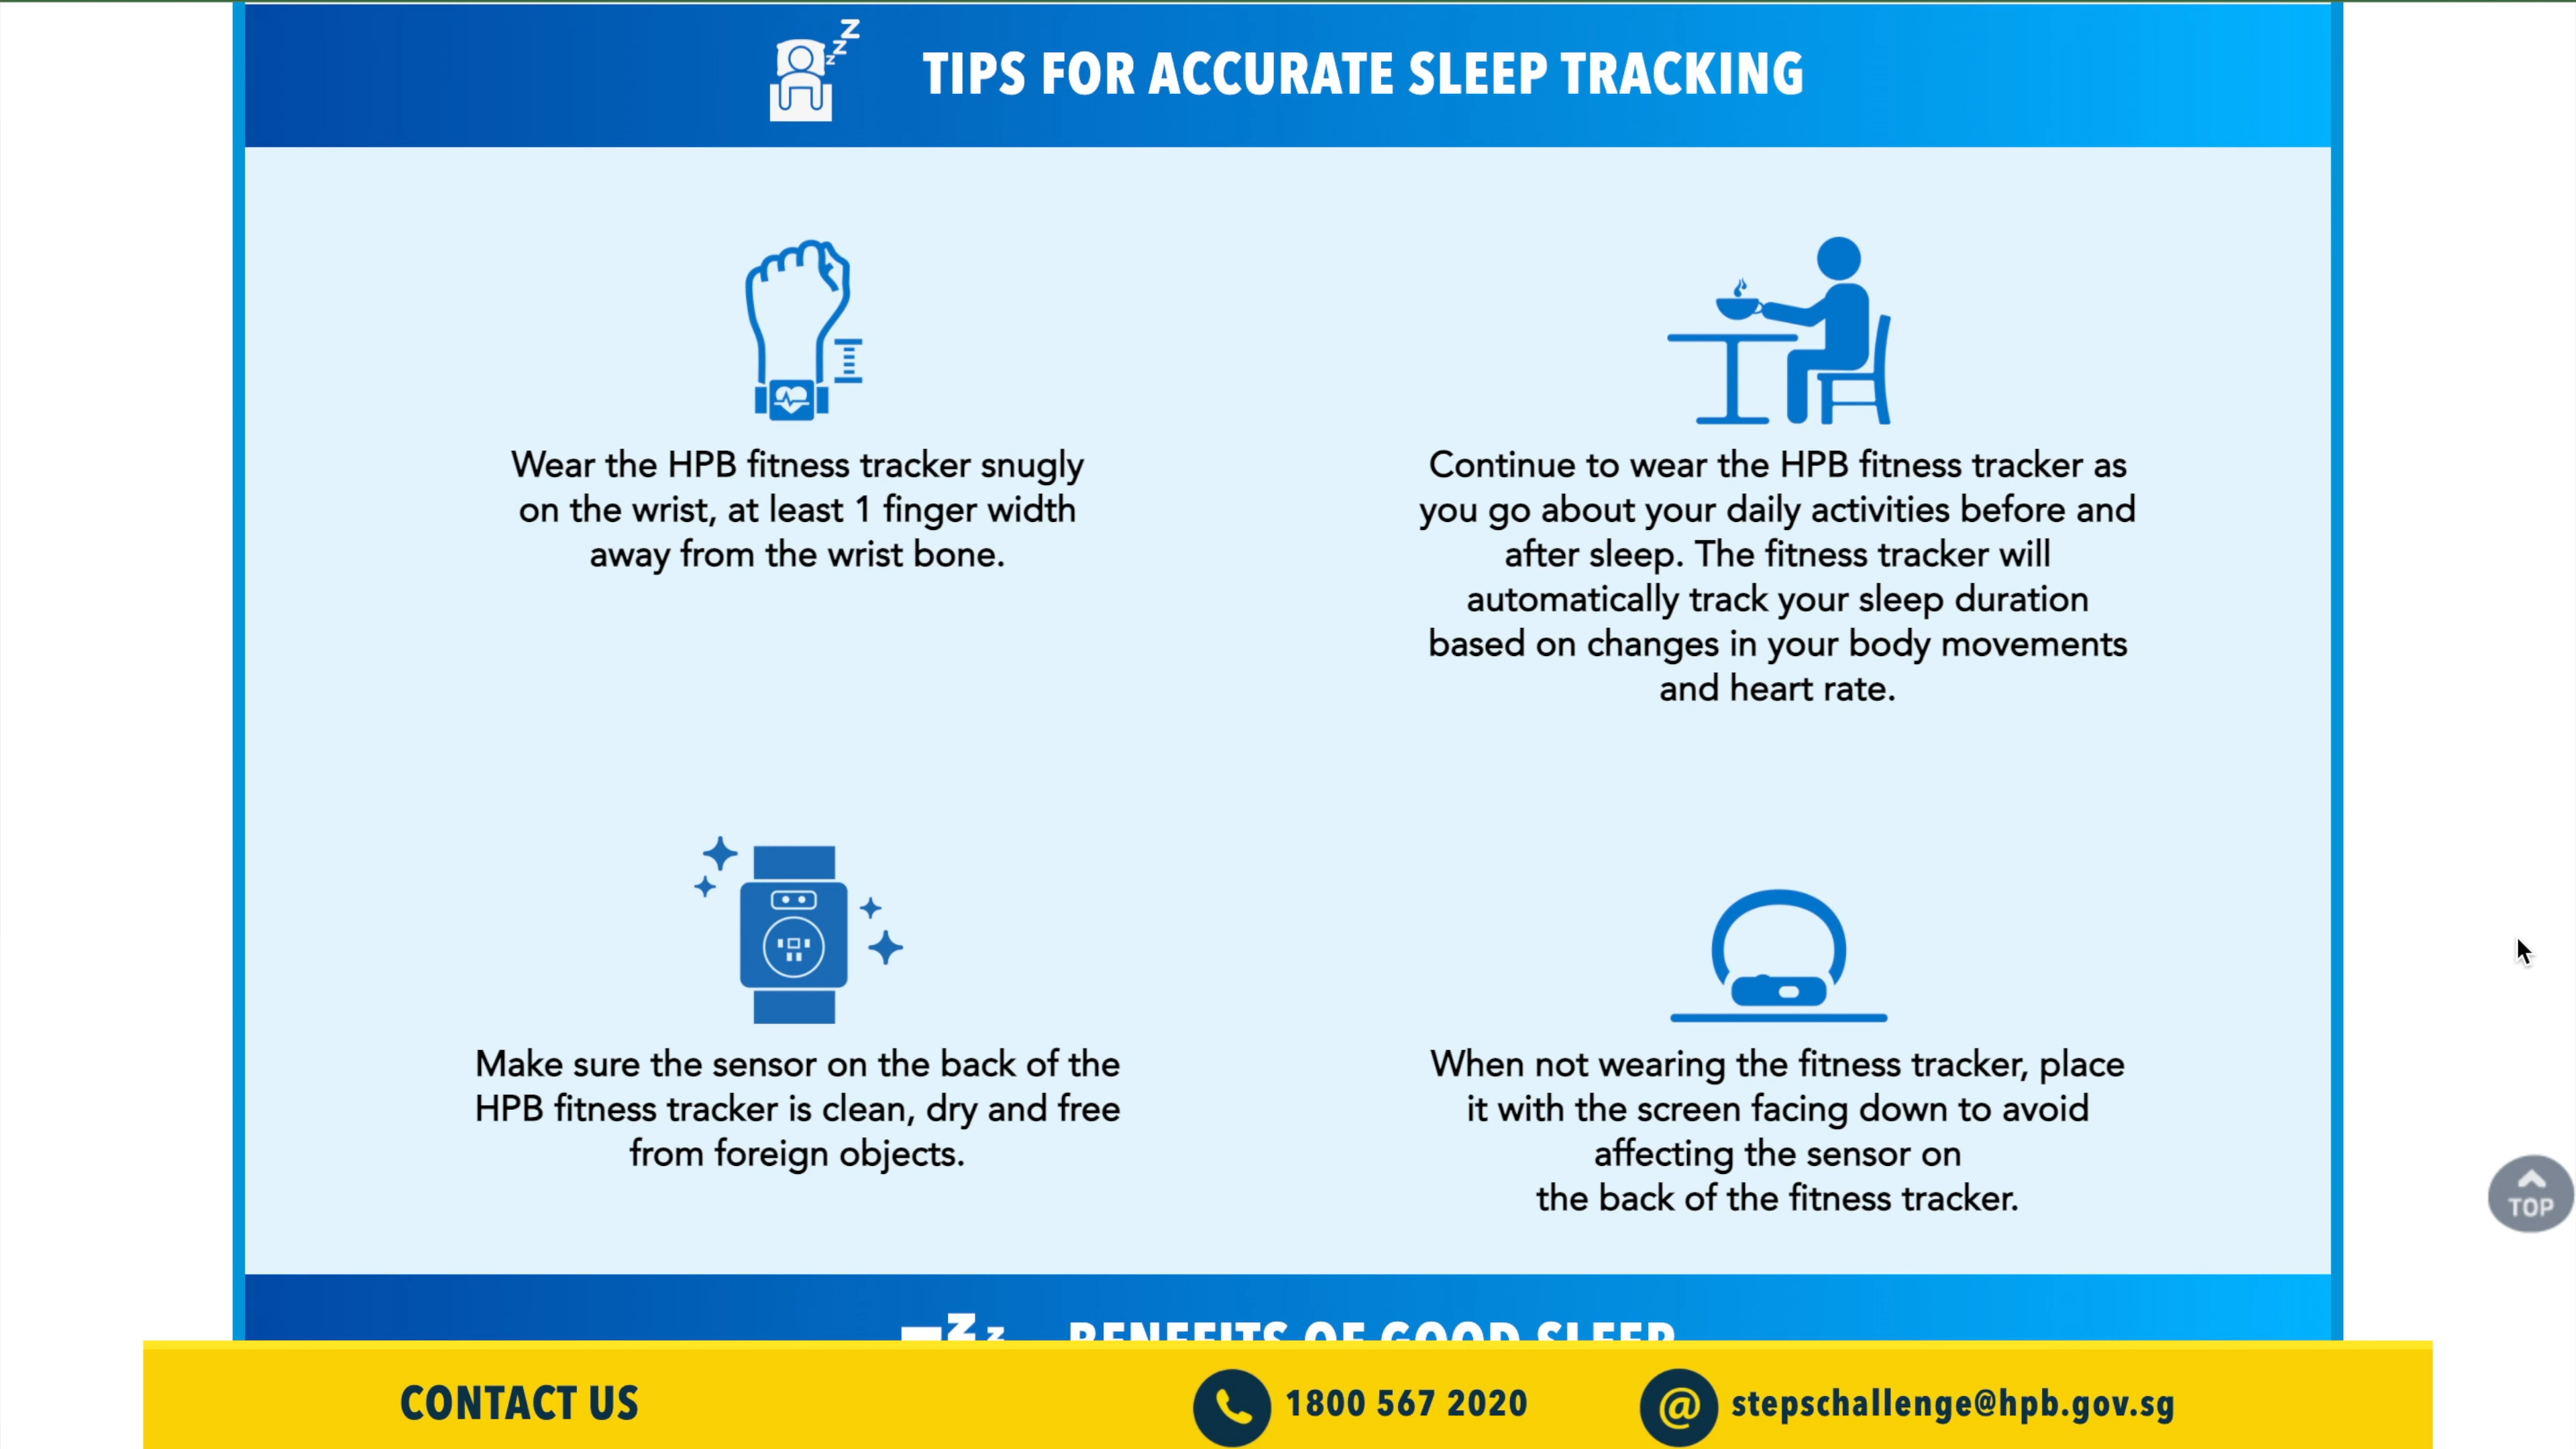 TIPS FOR ACCURATE SLEEP TRACKING
Wear the HPB fitness tracker snugly
on the wrist, at least 1 finger width
away from the wrist bone.
Continue to wear the HPB fitness tracker as
you go about your daily activities before and
after sleep. The fitness tracker will
automatically track your sleep duration
based on changes in your body movements
and heart rate.
Make sure the sensor on the back of the
HPB fitness tracker is clean, dry and free
from foreign objects.
When not wearing the fitness tracker, place
it with the screen facing down to avoid
affecting the sensor on
the back of the fitness tracker.
TOP
BENEFITS OF GOOD SLEEP
CONTACT US
1800 567 2020
stepschallenge@hpb.gov.sg